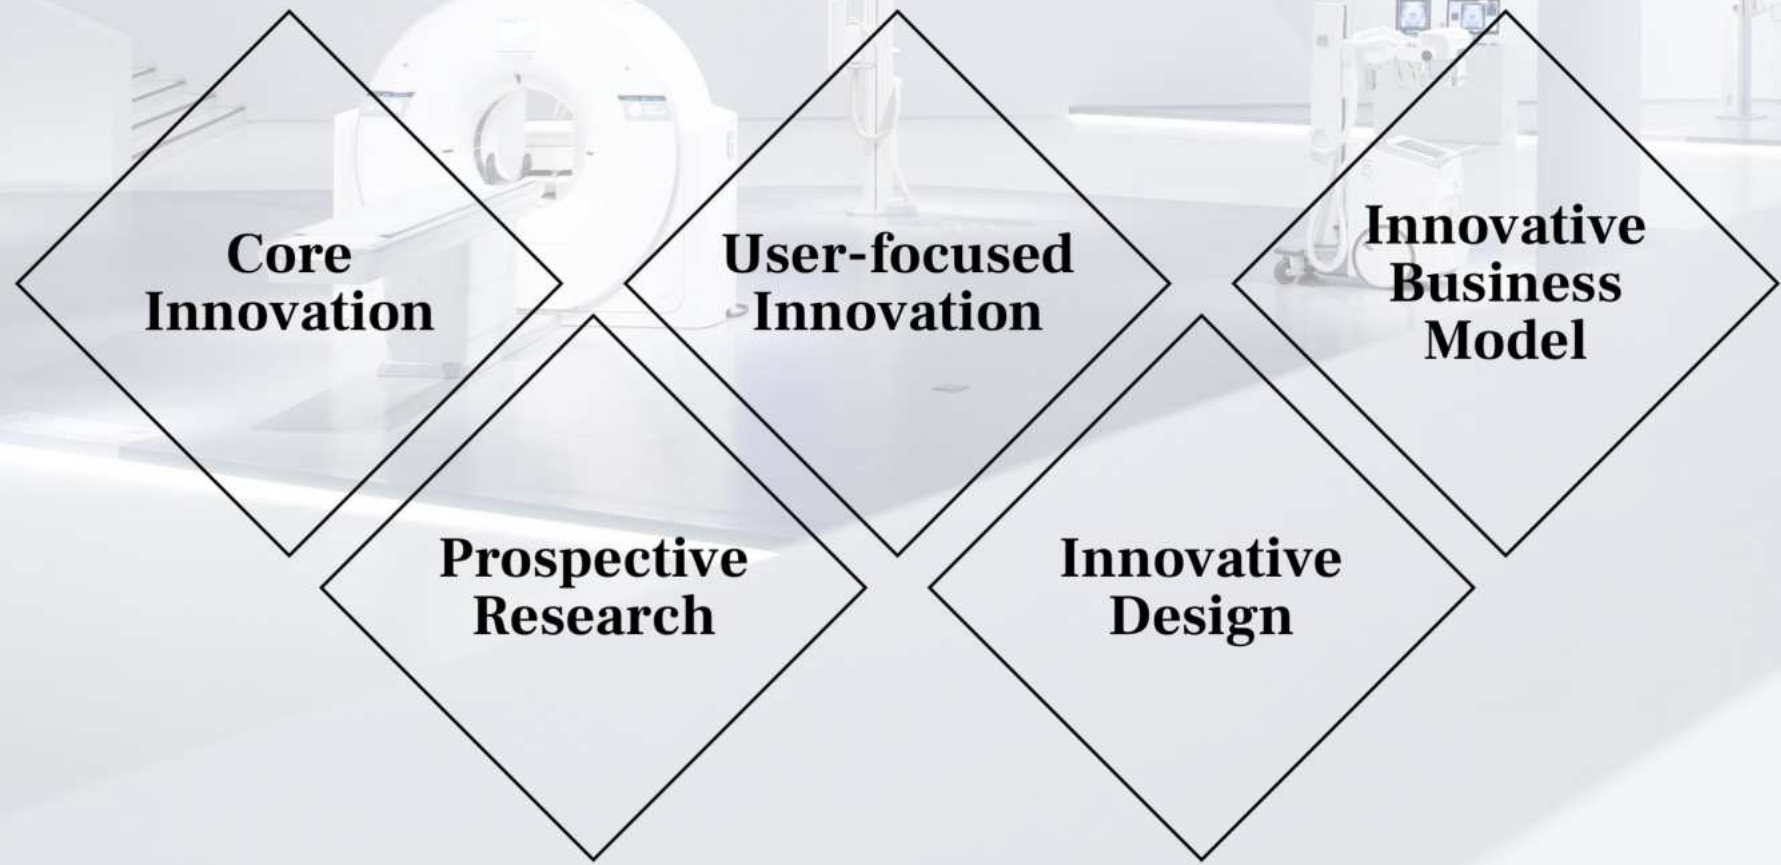 Core
Innovation
User-focused
Innovation
Innovative
Business
Model
Prospective
Research
Innovative
Design